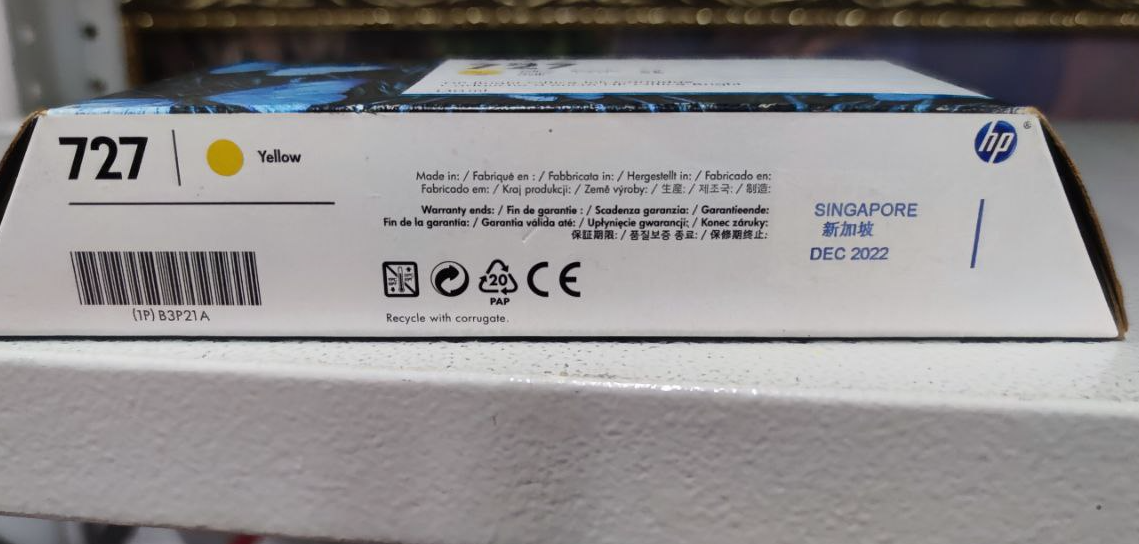 727
727 Yellow
hp
Made in: / Fabriqué en : / Fabbricato in: / Hergestellt in: / Fabricado en:
Fabricado em: / Kraj produkcji: / Země výroby: / 生産: / 제조국: / 制造:
Warranty ends: / Fin de garantie : / Scadenza garanzia: / Garantieende:
Fin de la garantía: / Garantia válida até: / Upłynięcie gwarancji: / Konec záruky:
保証期限: / 품질보증 종료: / 保修期终止:
SINGAPORE
新加坡
DEC 2022
(1P) B3P21A
20
PAP
CE
Recycle with corrugate.